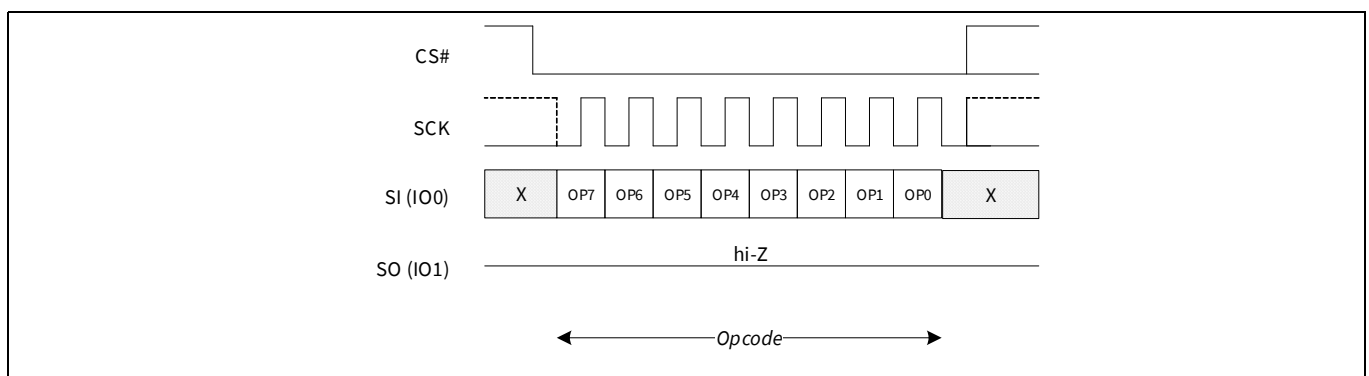 CS#
SCK
SI (IO0) X OP7 OP6 OP5 OP4 OP3 OP2 OP1 OP0 X
hi-Z
SO (IO1)
Opcode